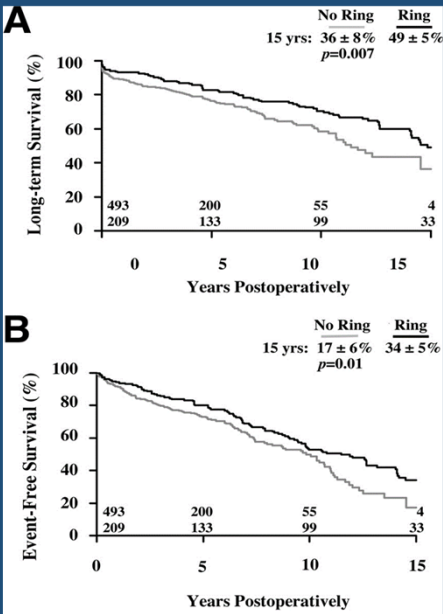 A
No Ring Ring
15 yrs: 36 ± 8% 49 ± 5%
p=0.007
Long-term Survival (%)
100
80
60
40
20
0
493 200 55 4
209 133 99 33
0 5 10 15
Years Postoperatively
B
No Ring Ring
15 yrs: 17 ± 6% 34 ± 5%
p=0.01
Event-Free Survival (%)
100
80
60
40
20
0
493 200 55 4
209 133 99 33
0 5 10 15
Years Postoperatively